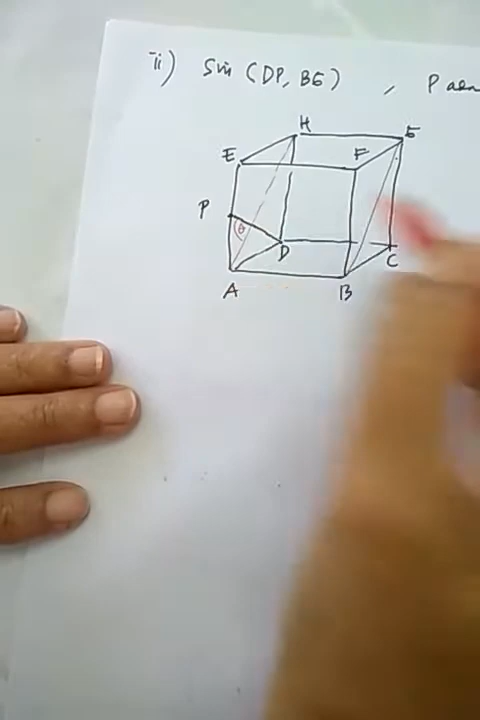 ii) Sin (DP, BG) , P
H G
E F
P
θ
D C
A B